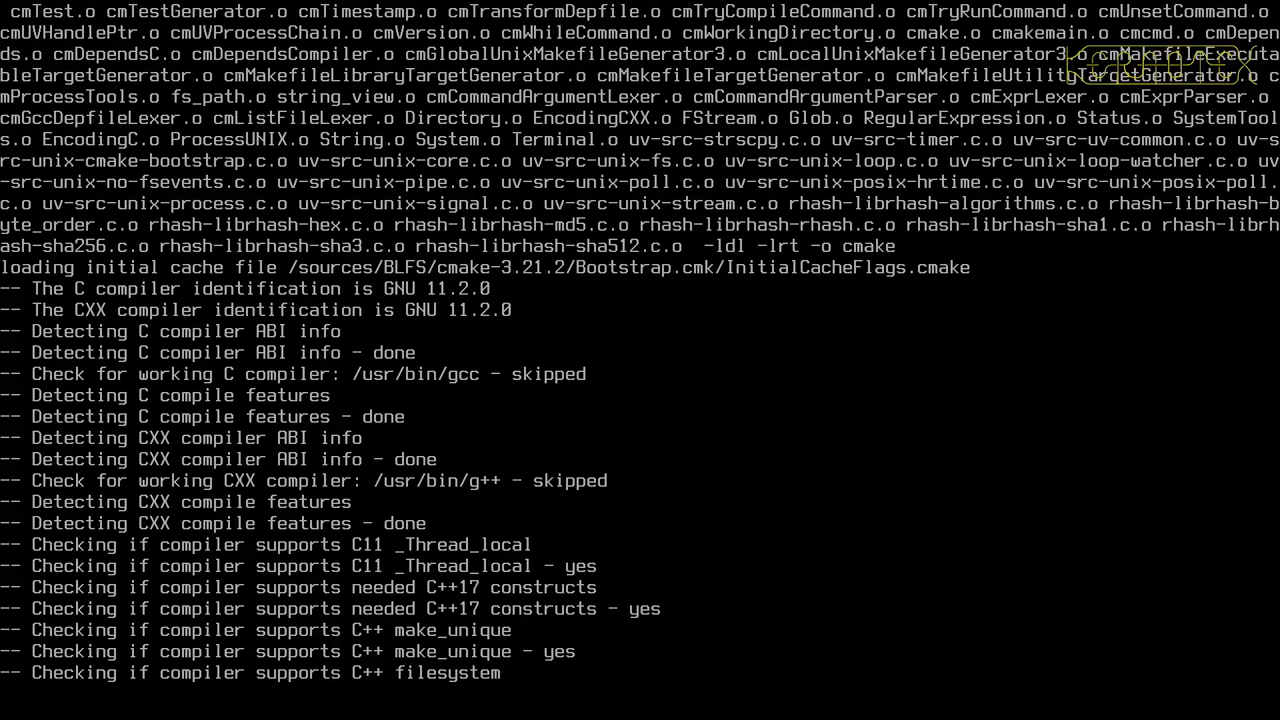 cmTest.o cmTestGenerator.o cmTimestamp.o cmTransformDepfile.o cmTryCompileCommand.o cmTryRunCommand.o cmUnsetCommand.o
cmUVHandlePtr.o cmUVProcessChain.o cmVersion.o cmWhileCommand.o cmWorkingDirectory.o cmake.o cmakemain.o cmcmd.o cmDepen
ds.o cmDependsC.o cmDependsCompiler.o cmGlobalUnixMakefileGenerator3.o cmLocalUnixMakefileGenerator3.o cmMakefileExecuta
bleTargetGenerator.o cmMakefileLibraryTargetGenerator.o cmMakefileTargetGenerator.o cmMakefileUtilityTargetGenerator.o c
mProcessTools.o fs_path.o string_view.o cmCommandArgumentLexer.o cmCommandArgumentParser.o cmExprLexer.o cmExprParser.o
cmGccDepfileLexer.o cmListFileLexer.o Directory.o EncodingCXX.o FStream.o Glob.o RegularExpression.o Status.o SystemTool
s.o EncodingC.o ProcessUNIX.o String.o System.o Terminal.o uv-src-strscpy.c.o uv-src-timer.c.o uv-src-uv-common.c.o uv-s
rc-unix-cmake-bootstrap.c.o uv-src-unix-core.c.o uv-src-unix-fs.c.o uv-src-unix-loop.c.o uv-src-unix-loop-watcher.c.o uv
-src-unix-no-fsevents.c.o uv-src-unix-pipe.c.o uv-src-unix-poll.c.o uv-src-unix-posix-hrtime.c.o uv-src-unix-posix-poll.
c.o uv-src-unix-process.c.o uv-src-unix-signal.c.o uv-src-unix-stream.c.o rhash-librhash-algorithms.c.o rhash-librhash-b
yte_order.c.o rhash-librhash-hex.c.o rhash-librhash-md5.c.o rhash-librhash-rhash.c.o rhash-librhash-sha1.c.o rhash-librh
ash-sha256.c.o rhash-librhash-sha3.c.o rhash-librhash-sha512.c.o  -ldl -lrt -o cmake
loading initial cache file /sources/BLFS/cmake-3.21.2/Bootstrap.cmk/InitialCacheFlags.cmake
-- The C compiler identification is GNU 11.2.0
-- The CXX compiler identification is GNU 11.2.0
-- Detecting C compiler ABI info
-- Detecting C compiler ABI info - done
-- Check for working C compiler: /usr/bin/gcc - skipped
-- Detecting C compile features
-- Detecting C compile features - done
-- Detecting CXX compiler ABI info
-- Detecting CXX compiler ABI info - done
-- Check for working CXX compiler: /usr/bin/g++ - skipped
-- Detecting CXX compile features
-- Detecting CXX compile features - done
-- Checking if compiler supports C11 _Thread_local
-- Checking if compiler supports C11 _Thread_local - yes
-- Checking if compiler supports needed C++17 constructs
-- Checking if compiler supports needed C++17 constructs - yes
-- Checking if compiler supports C++ make_unique
-- Checking if compiler supports C++ make_unique - yes
-- Checking if compiler supports C++ filesystem